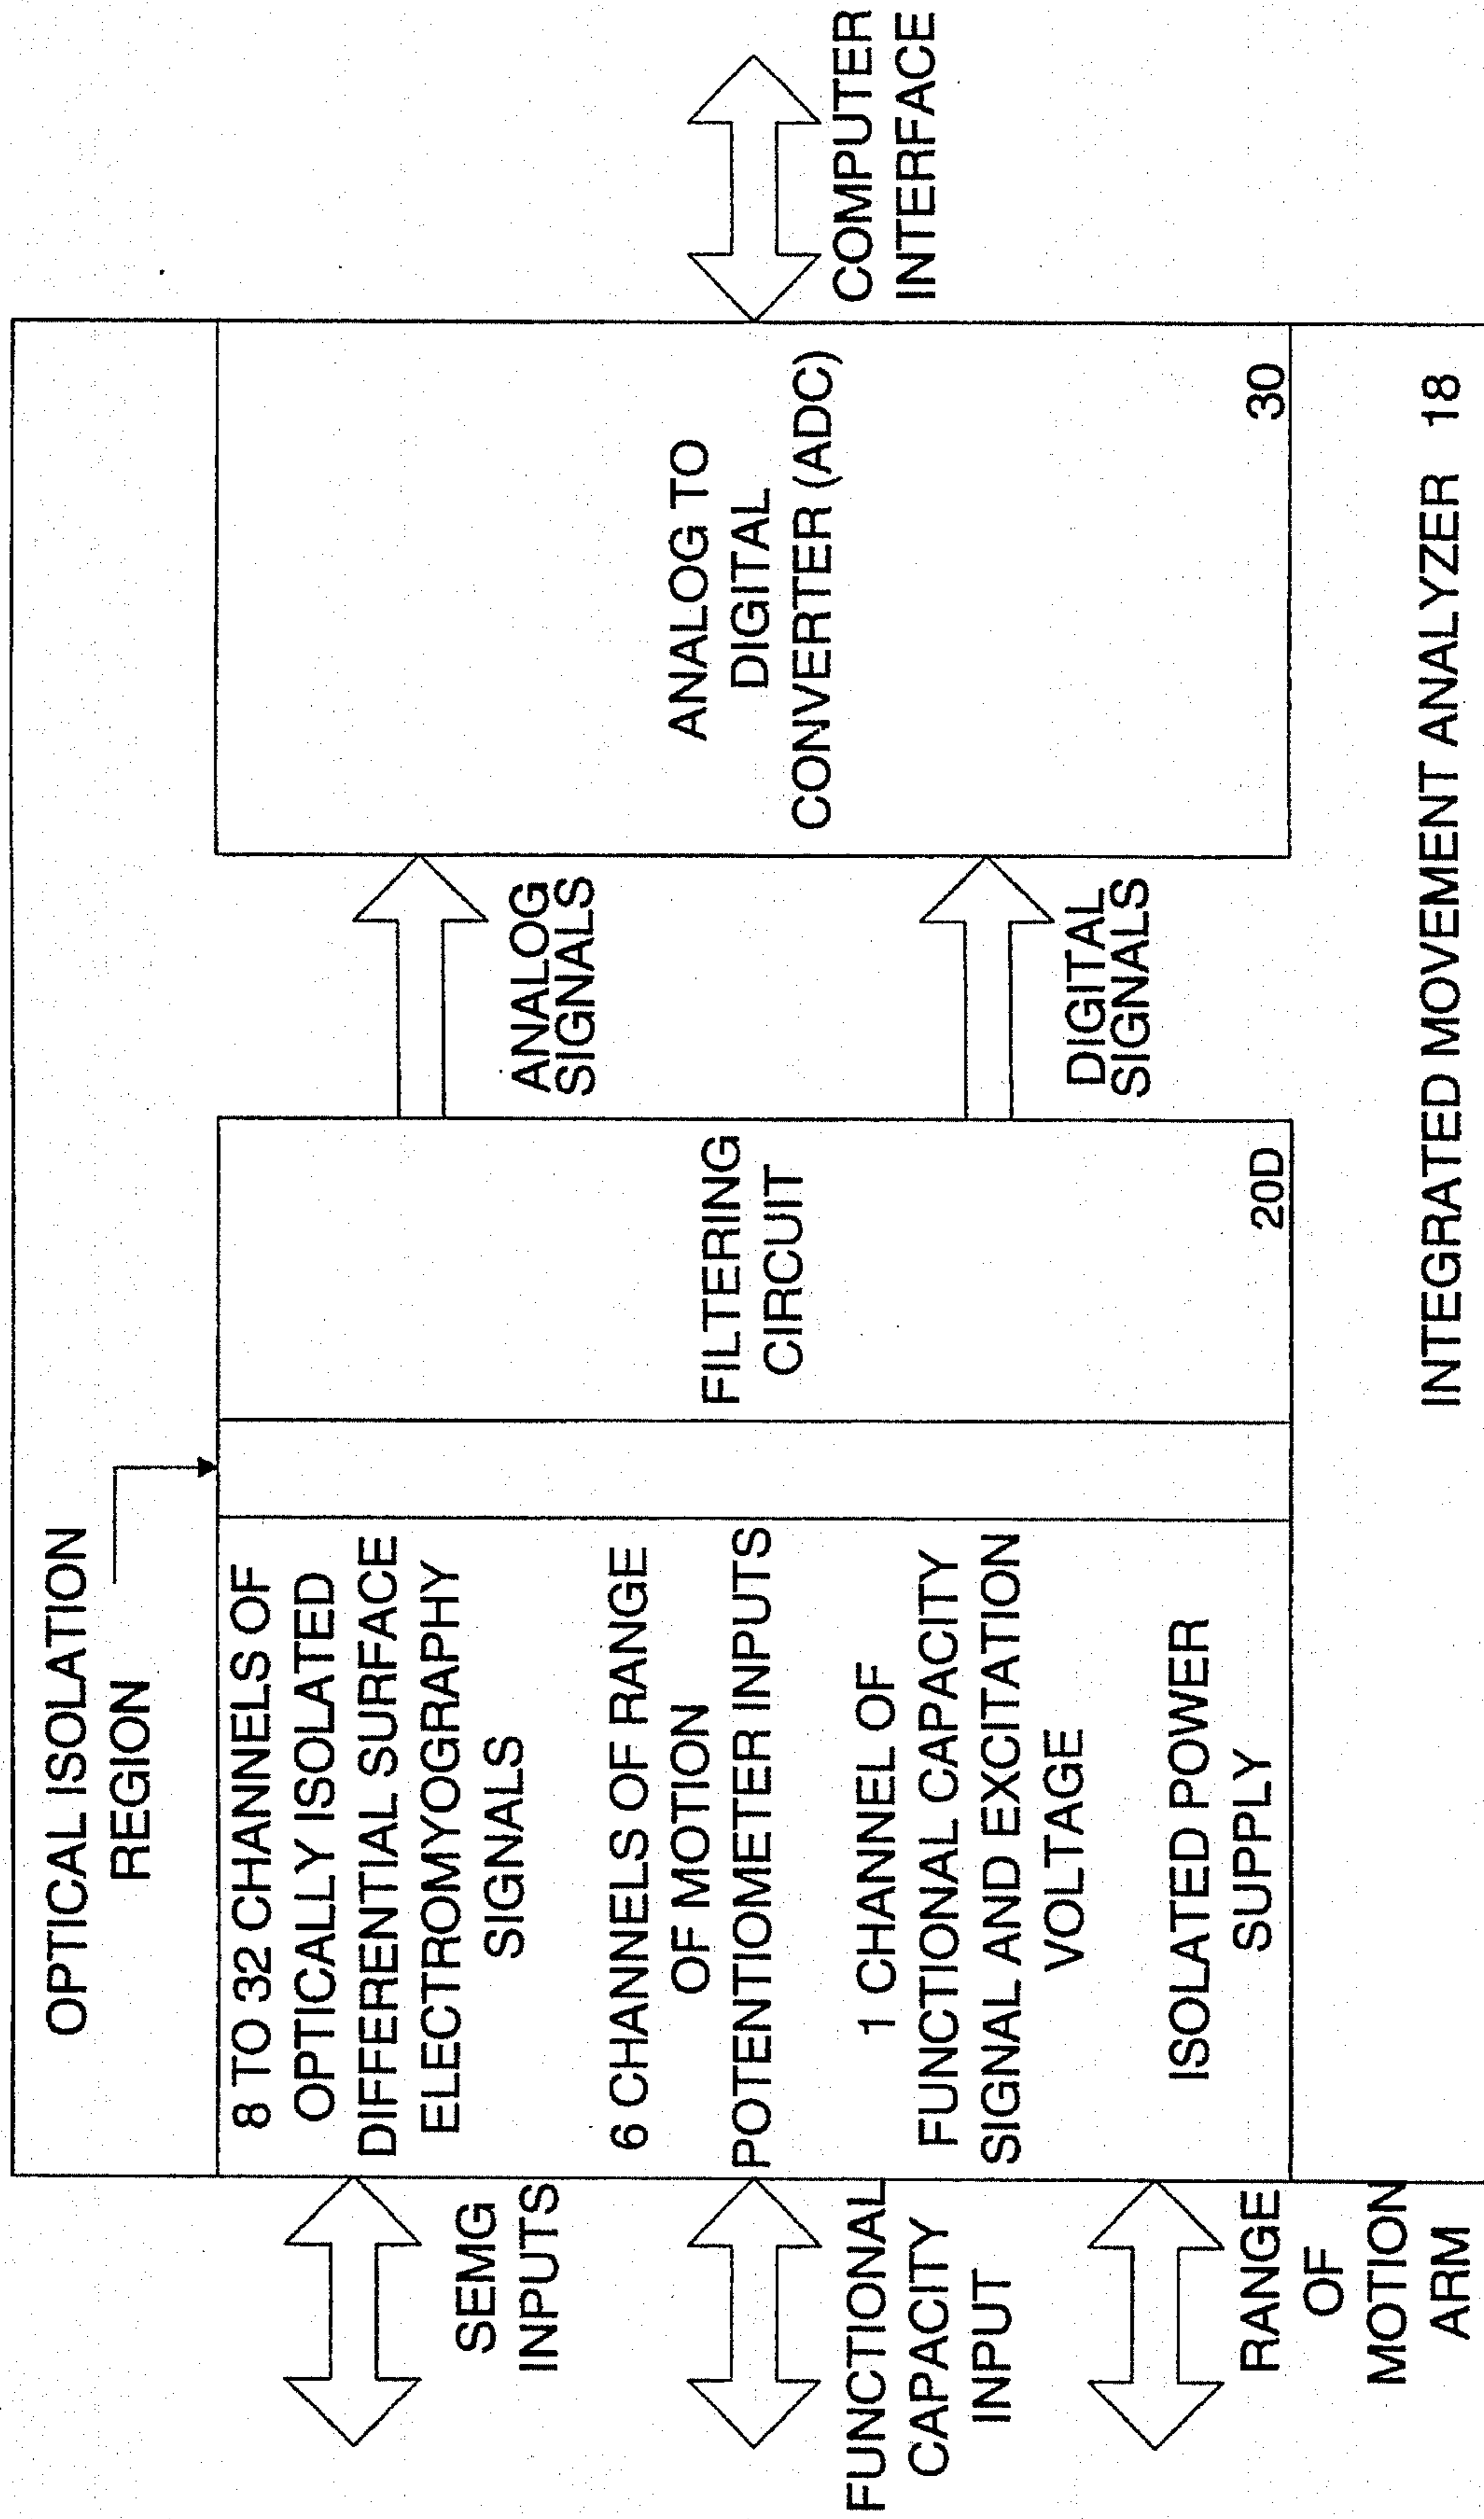 OPTICAL ISOLATION
REGION
SEMG
INPUTS
FUNCTIONAL
CAPACITY
INPUT
RANGE
OF
MOTION
ARM
8 TO 32 CHANNELS OF
OPTICALLY ISOLATED
DIFFERENTIAL SURFACE
ELECTROMYOGRAPHY
SIGNALS
6 CHANNELS OF RANGE
OF MOTION
POTENTIOMETER INPUTS
1 CHANNEL OF
FUNCTIONAL CAPACITY
SIGNAL AND EXCITATION
VOLTAGE
ISOLATED POWER
SUPPLY
FILTERING
CIRCUIT
20D
ANALOG
SIGNALS
DIGITAL
SIGNALS
ANALOG TO
DIGITAL
CONVERTER (ADC)
30
COMPUTER
INTERFACE
INTEGRATED MOVEMENT ANALYZER 18